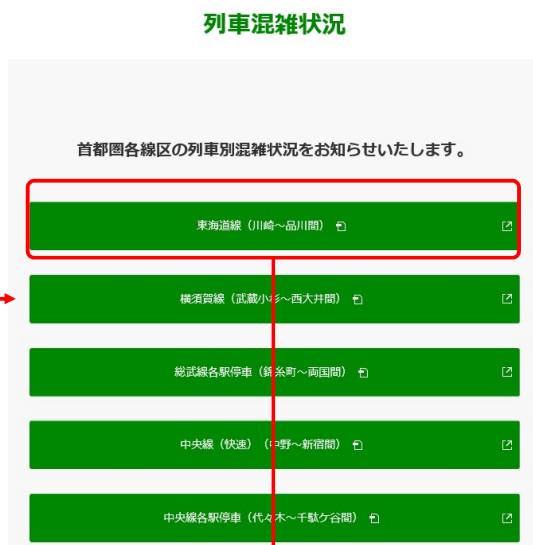 列車混雑状況
首都圏各線区の列車別混雑状況をお知らせいたします。
東海道線（川崎～品川間）
横須賀線（武蔵小杉～西大井間）
総武線各駅停車（錦糸町～両国間）
中央線（快速）（中野～新宿間）
中央線各駅停車（代々木～千駄ケ谷間）